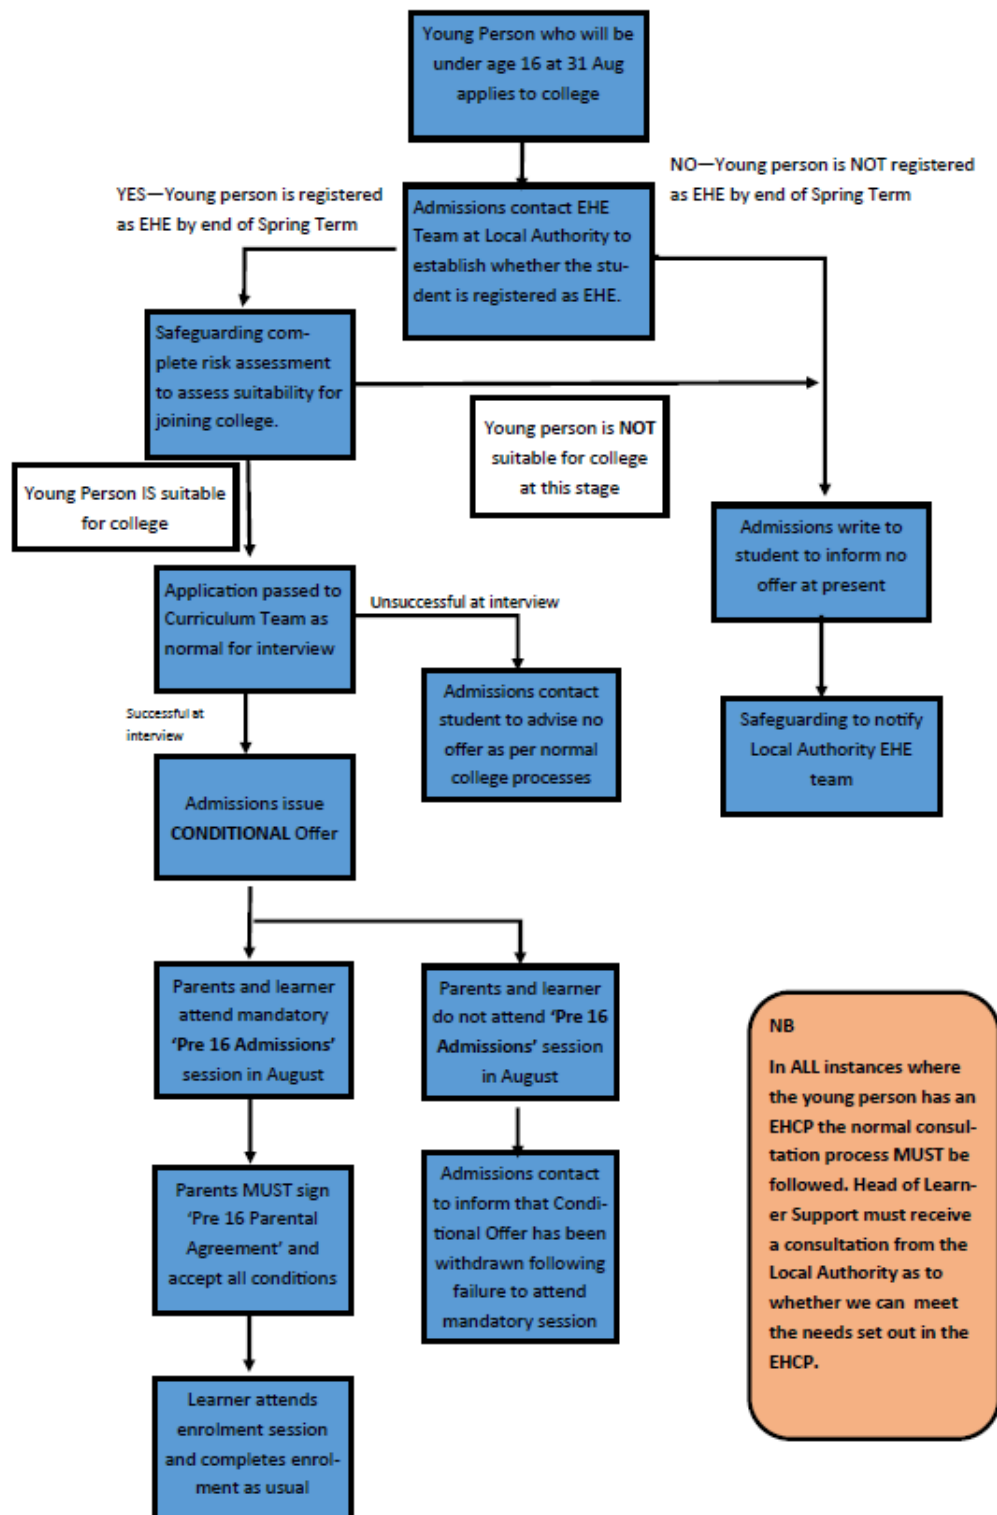 Young Person who will be
under age 16 at 31 Aug
applies to college
NO—Young person is NOT registered
as EHE by end of Spring Term
YES—Young person is registered
as EHE by end of Spring Term
Admissions contact EHE
Team at Local Authority to
establish whether the stu-
dent is registered as EHE.
Safeguarding com-
plete risk assessment
to assess suitability for
joining college.
Young person is NOT
suitable for college
at this stage
Young Person IS suitable
for college
Admissions write to
student to inform no
offer at present
Application passed to
Curriculum Team as
normal for interview
Unsuccessful at interview
Admissions contact
student to advise no
offer as per normal
college processes
Safeguarding to notify
Local Authority EHE
team
Successful at
interview
Admissions issue
CONDITIONAL Offer
Parents and learner
attend mandatory
‘Pre 16 Admissions’
session in August
Parents and learner
do not attend ‘Pre 16
Admissions’ session
in August
Parents MUST sign
‘Pre 16 Parental
Agreement’ and
accept all conditions
Admissions contact
to inform that Condi-
tional Offer has been
withdrawn following
failure to attend
mandatory session
Learner attends
enrolment session
and completes enrol-
ment as usual
NB
In ALL instances where
the young person has an
EHCP the normal consul-
tation process MUST be
followed. Head of Learn-
er Support must receive
a consultation from the
Local Authority as to
whether we can meet
the needs set out in the
EHCP.